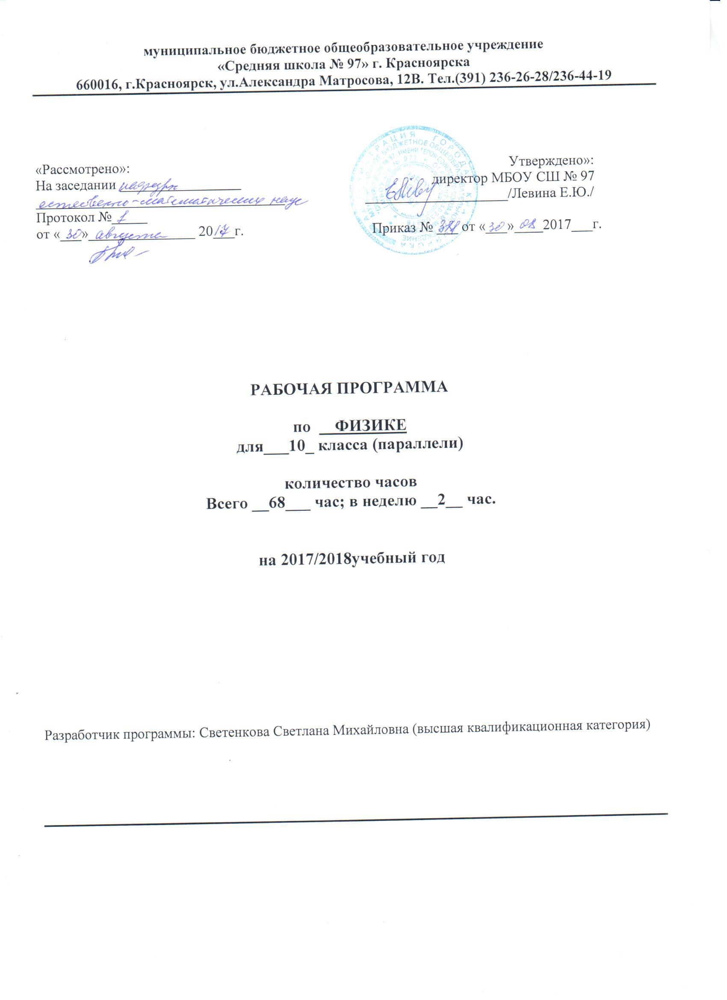 муниципальное бюджетное общеобразовательное учреждение
«Средняя школа № 97» г. Красноярска
660016, г.Красноярск, ул.Александра Матросова, 12В. Тел.(391) 236-26-28/236-44-19
«Рассмотрено»:
На заседании кафедры
естественно-математических наук
Протокол № 1
от «30» августа 2017 г.
Утверждено»:
директор МБОУ СШ № 97
/Левина Е.Ю./
Приказ № от «30» 08 2017 г.
РАБОЧАЯ ПРОГРАММА
по ФИЗИКЕ
для___10_ класса (параллели)
количество часов
Всего __68___ час; в неделю __2__ час.
на 2017/2018учебный год
Разработчик программы: Светенкова Светлана Михайловна (высшая квалификационная категория)